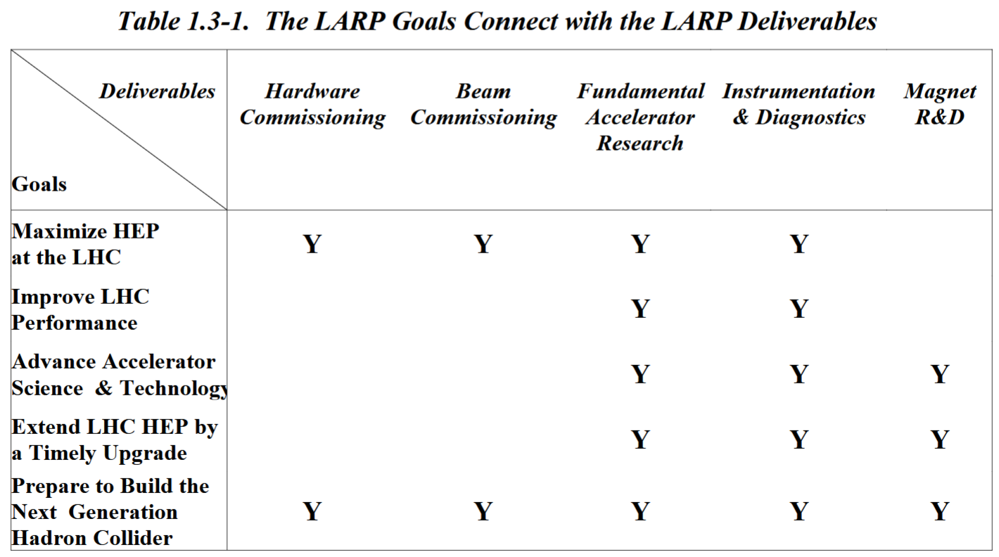 Table 1.3-1. The LARP Goals Connect with the LARP Deliverables
Deliverables
Goals
Hardware
Commissioning
Beam
Commissioning
Fundamental
Accelerator
Research
Instrumentation
& Diagnostics
Magnet
R&D
Maximize HEP
at the LHC
Y Y Y Y
Improve LHC
Performance
Y Y
Advance Accelerator
Science & Technology
Y Y Y
Extend LHC HEP by
a Timely Upgrade
Y Y Y
Prepare to Build the
Next Generation
Hadron Collider
Y Y Y Y Y